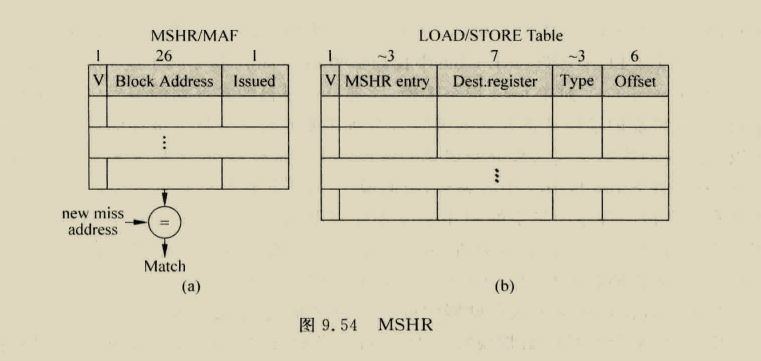 MSHR/MAF
1 26 1
V Block Address Issued
⋮
new miss address
=
Match
(a)
LOAD/STORE Table
1 ~3 7 ~3 6
V MSHR entry Dest.register Type Offset
⋮
(b)
图 9.54 MSHR